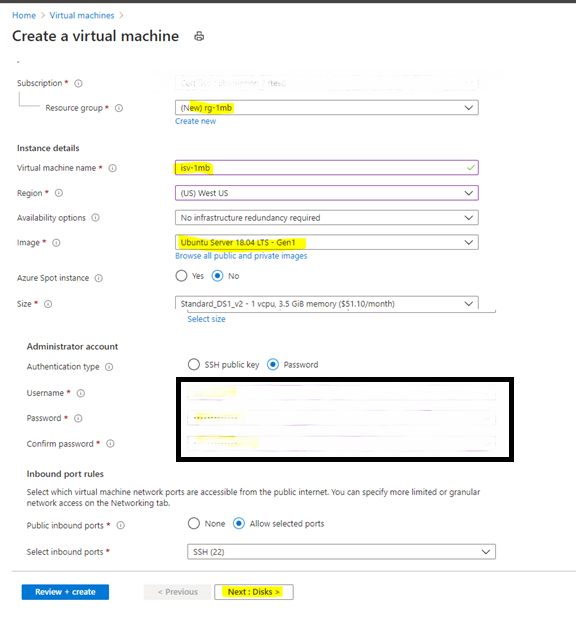 Home > Virtual machines >
Create a virtual machine
Subscription *
Resource group *
(New) rg-1mb
Create new
Instance details
Virtual machine name *
isv-1mb
Region *
(US) West US
Availability options
No infrastructure redundancy required
Image *
Ubuntu Server 18.04 LTS - Gen1
Browse all public and private images
Azure Spot instance
Yes No
Size *
Standard_DS1_v2 - 1 vcpu, 3.5 GiB memory ($51.10/month)
Select size
Administrator account
Authentication type
SSH public key Password
Username *
Password *
Confirm password *
Inbound port rules
Select which virtual machine network ports are accessible from the public internet. You can specify more limited or granular
network access on the Networking tab.
Public inbound ports *
None Allow selected ports
Select inbound ports *
SSH (22)
Review + create < Previous Next : Disks >